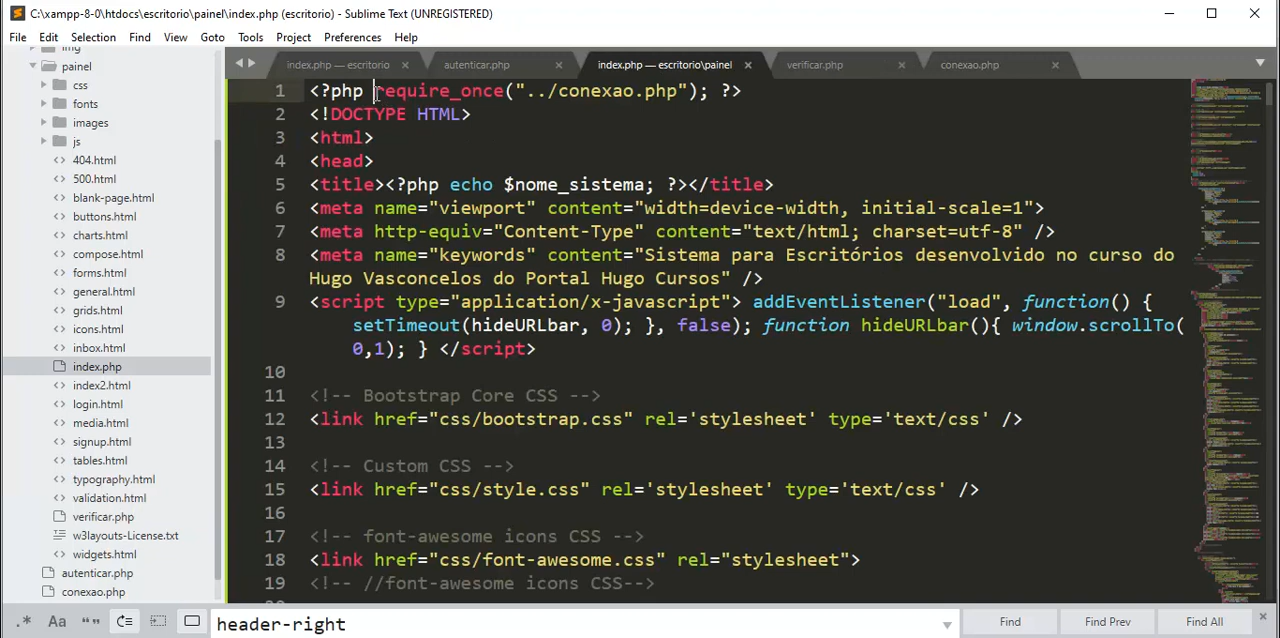 C:\xampp-8-0\htdocs\escritorio\painel\index.php (escritorio) - Sublime Text (UNREGISTERED)
File Edit Selection Find View Goto Tools Project Preferences Help
index.php — escritorio × autenticar.php × index.php — escritorio\painel × verificar.php × conexao.php ×
img
painel
css
fonts
images
js
404.html
500.html
blank-page.html
buttons.html
charts.html
compose.html
forms.html
general.html
grids.html
icons.html
inbox.html
index.php
index2.html
login.html
media.html
signup.html
tables.html
typography.html
validation.html
verificar.php
w3layouts-License.txt
widgets.html
autenticar.php
conexao.php
1 <?php require_once("../conexao.php"); ?>
2 <!DOCTYPE HTML>
3 <html>
4 <head>
5 <title><?php echo $nome_sistema; ?></title>
6 <meta name="viewport" content="width=device-width, initial-scale=1">
7 <meta http-equiv="Content-Type" content="text/html; charset=utf-8" />
8 <meta name="keywords" content="Sistema para Escritórios desenvolvido no curso do
Hugo Vasconcelos do Portal Hugo Cursos" />
9 <script type="application/x-javascript"> addEventListener("load", function() {
setTimeout(hideURLbar, 0); }, false); function hideURLbar(){ window.scrollTo(
0,1); } </script>
10
11 <!-- Bootstrap Core CSS -->
12 <link href="css/bootstrap.css" rel='stylesheet' type='text/css' />
13
14 <!-- Custom CSS -->
15 <link href="css/style.css" rel='stylesheet' type='text/css' />
16
17 <!-- font-awesome icons CSS -->
18 <link href="css/font-awesome.css" rel="stylesheet">
19 <!-- //font-awesome icons CSS-->
.* Aa “” header-right Find Find Prev Find All